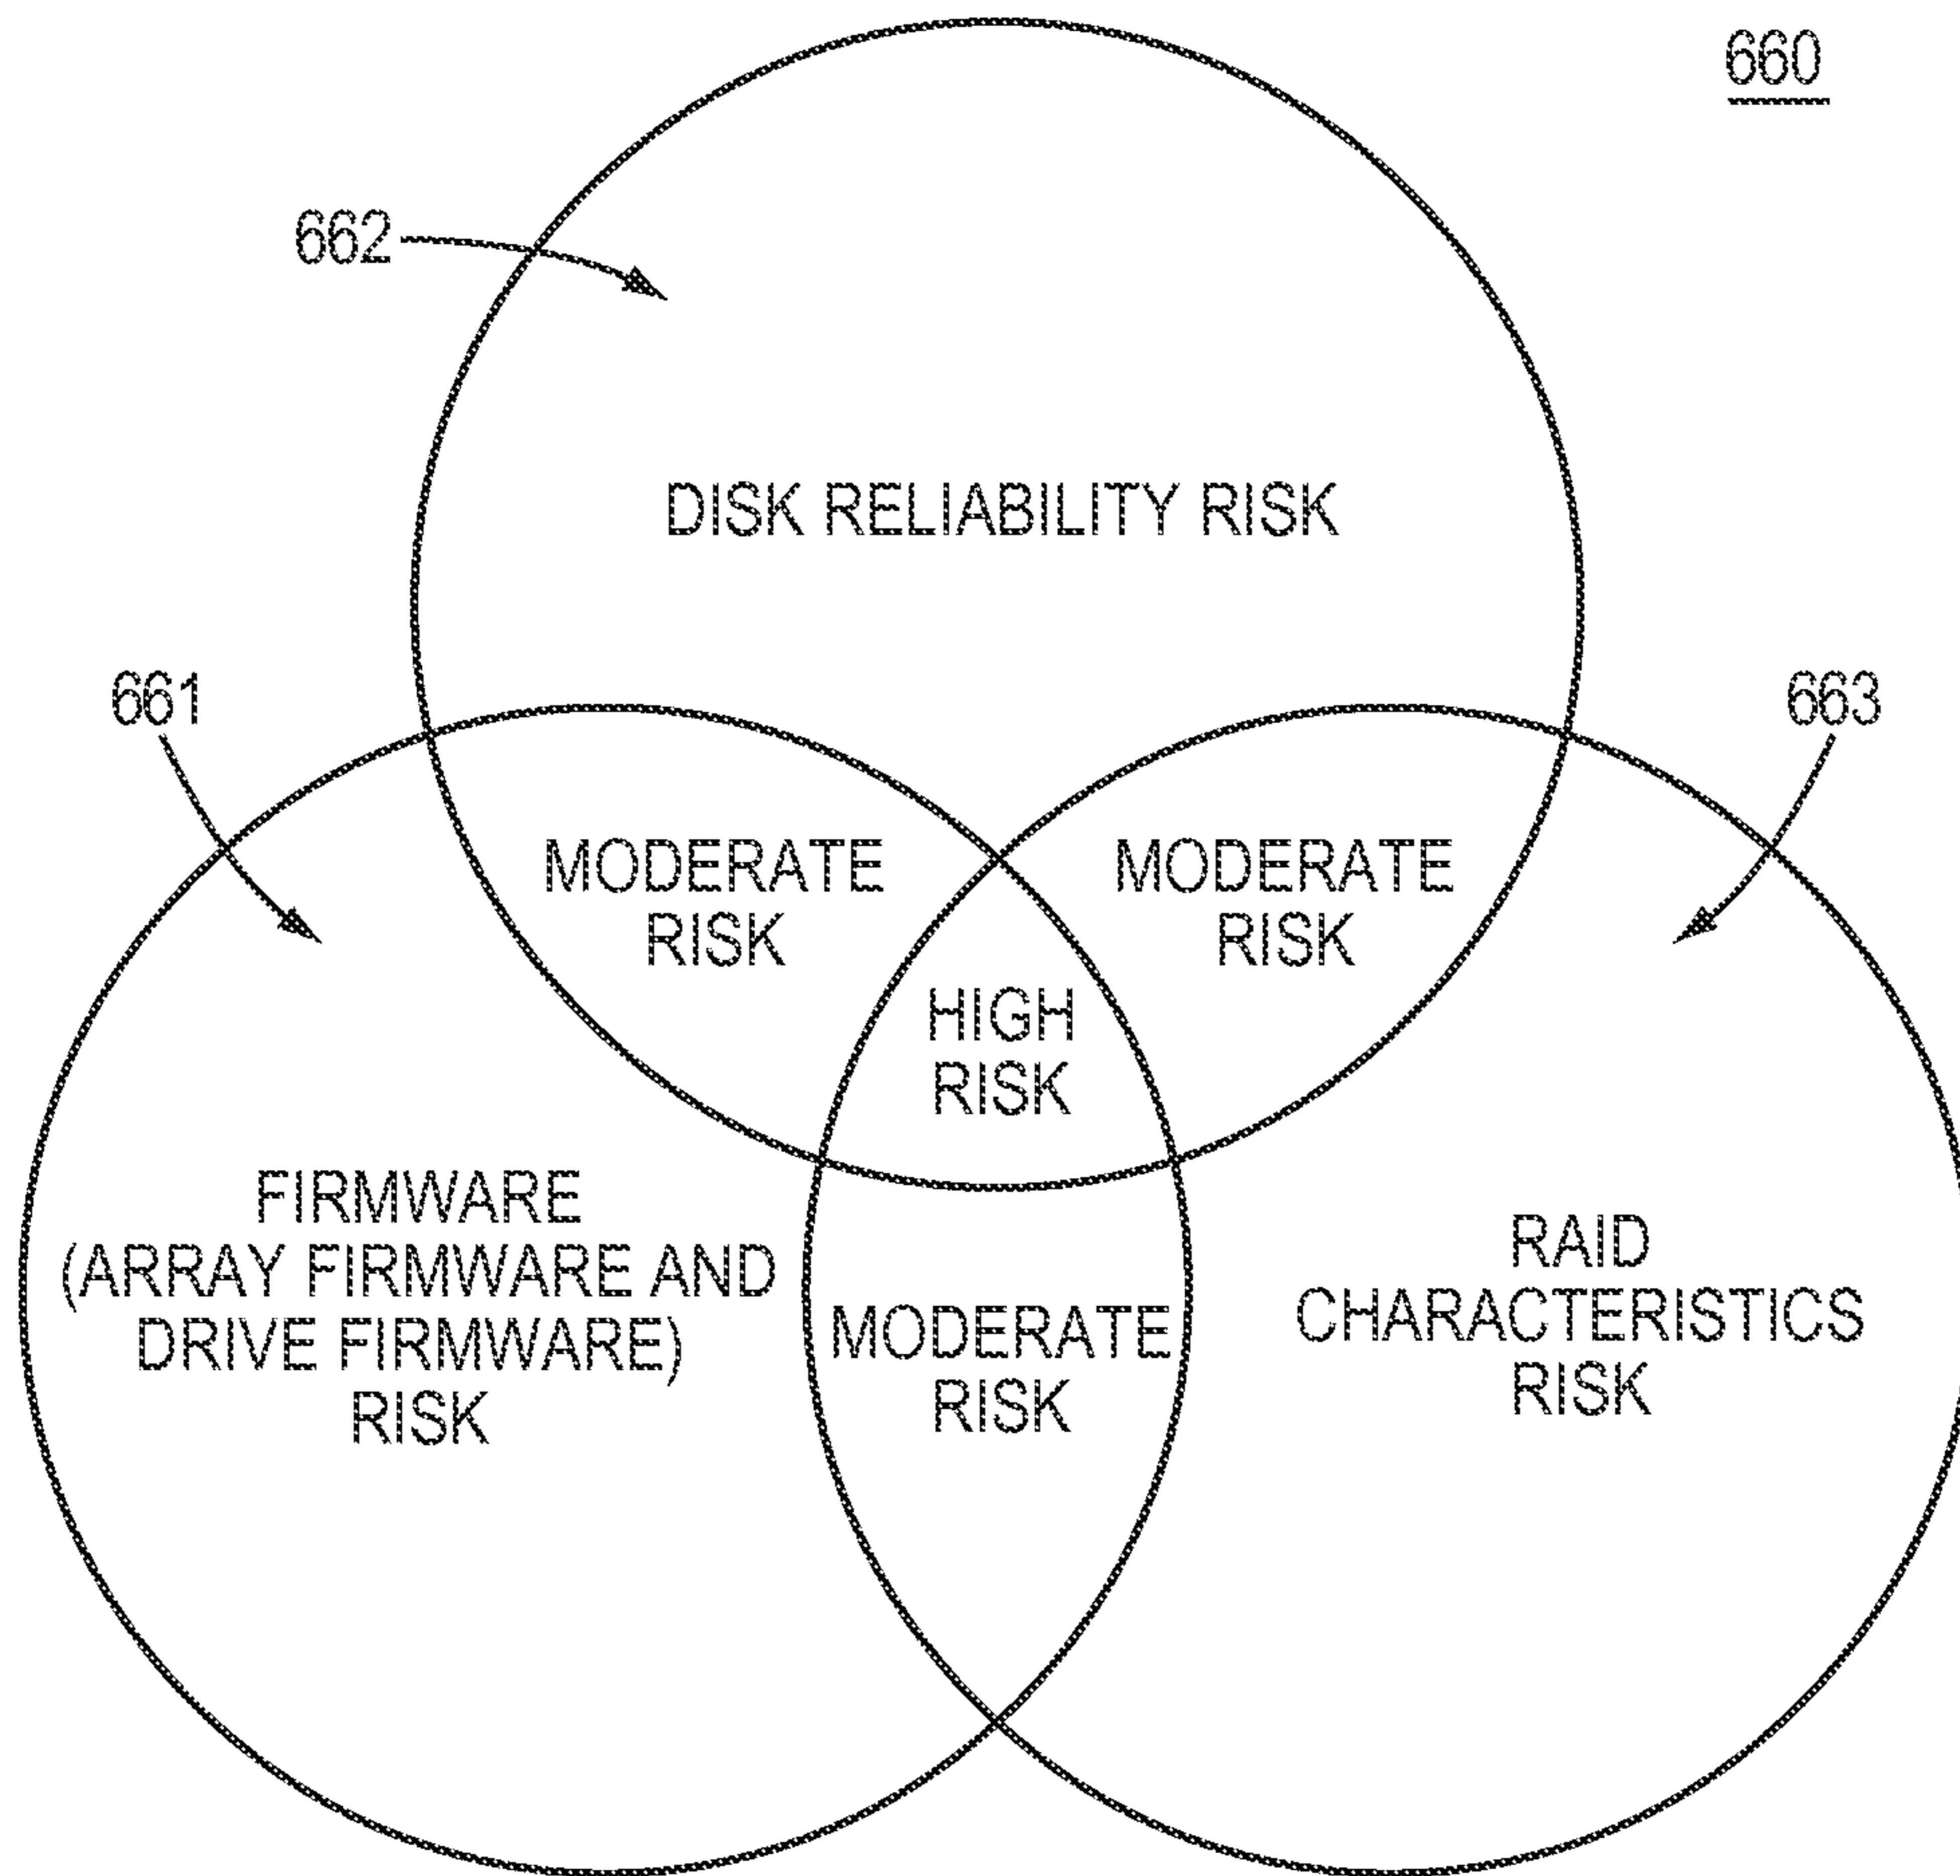 660
662
DISK RELIABILITY RISK
661
663
MODERATE
RISK
MODERATE
RISK
HIGH
RISK
FIRMWARE
(ARRAY FIRMWARE AND
DRIVE FIRMWARE)
RISK
MODERATE
RISK
RAID
CHARACTERISTICS
RISK